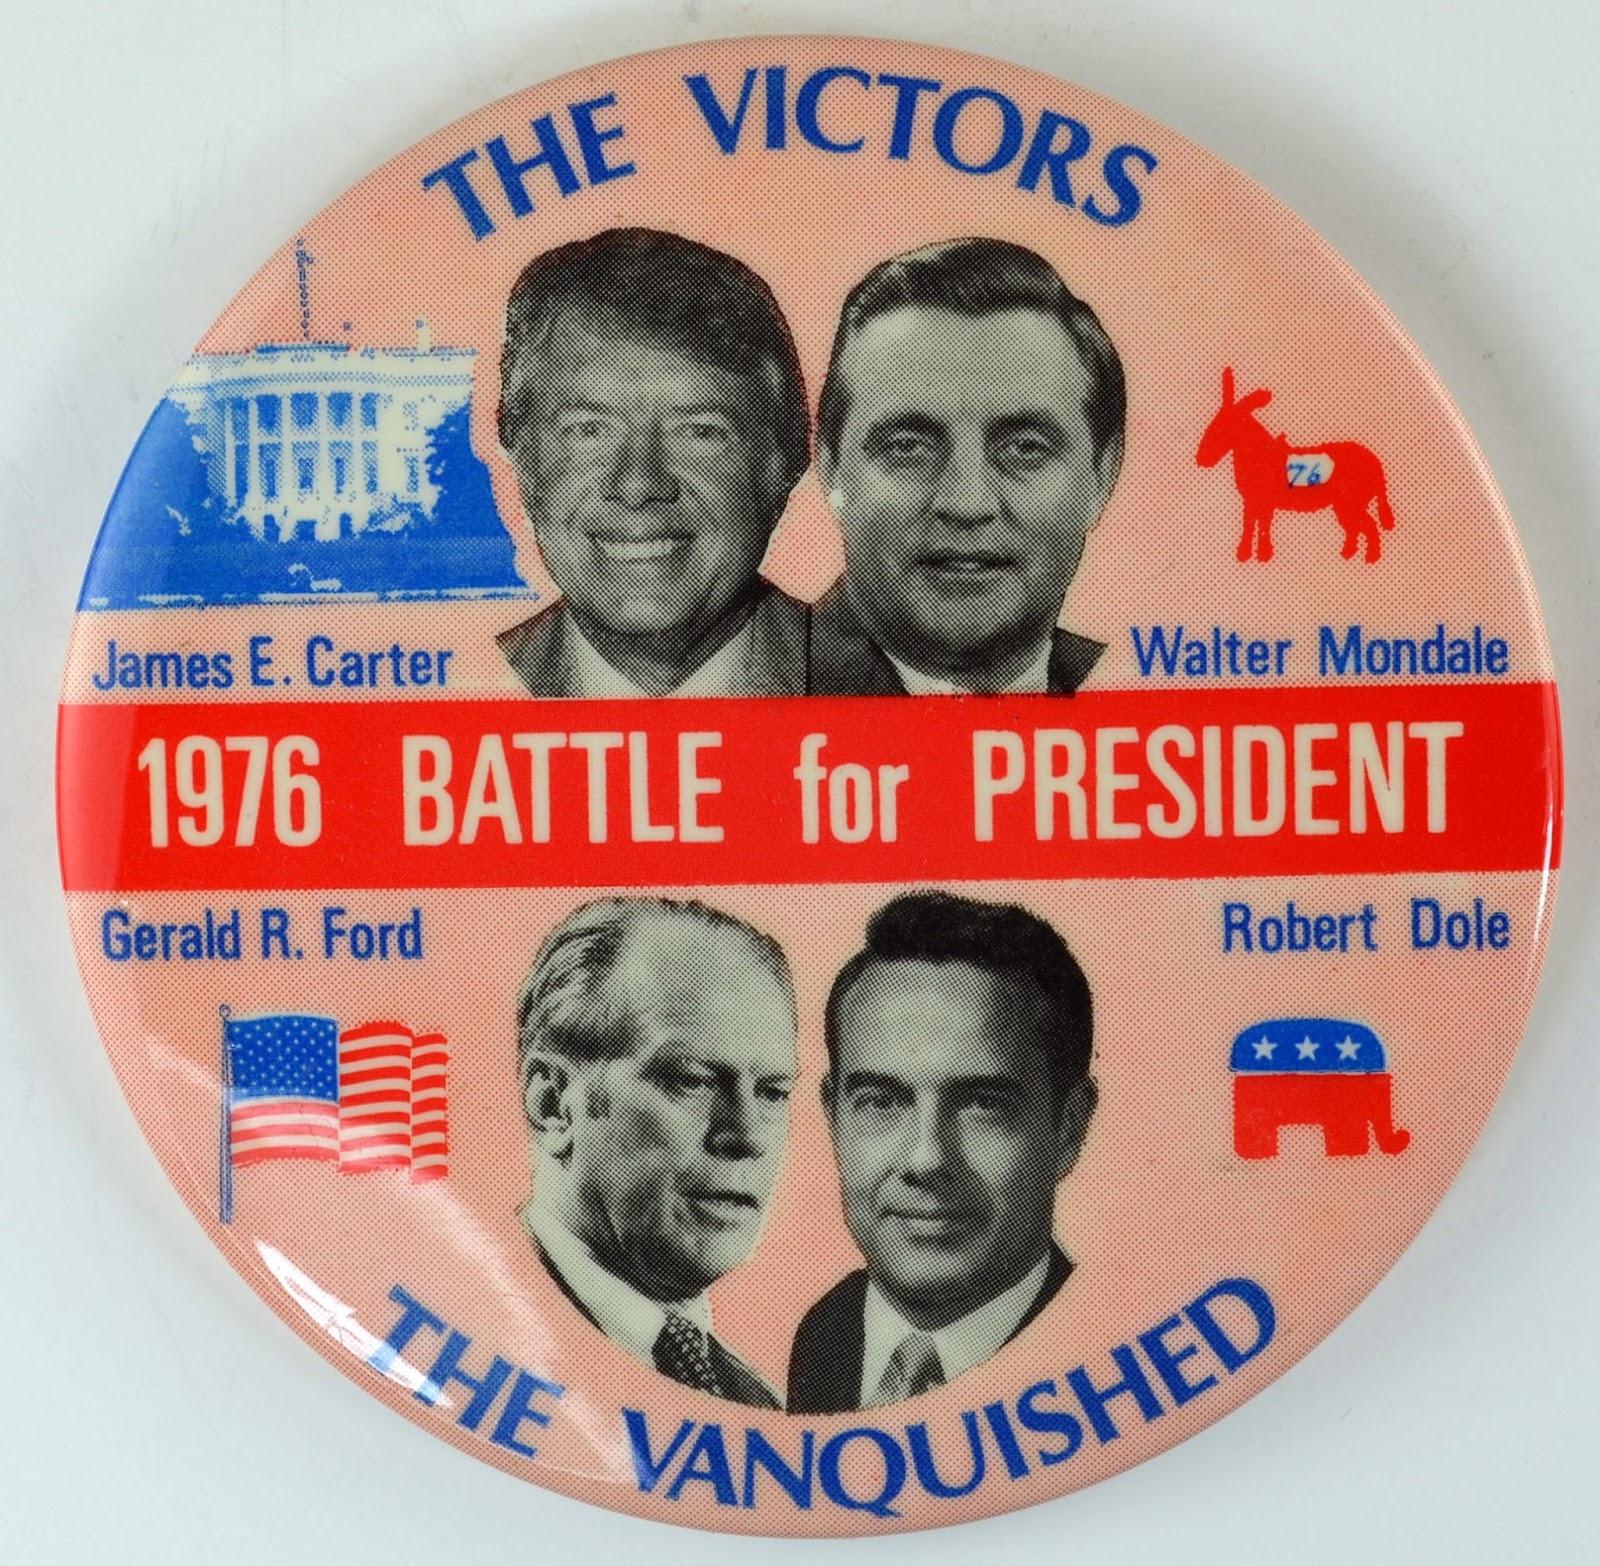 THE VICTORS
76
James E. Carter
Walter Mondale
1976 BATTLE for PRESIDENT
Gerald R. Ford
Robert Dole
THE VANQUISHED